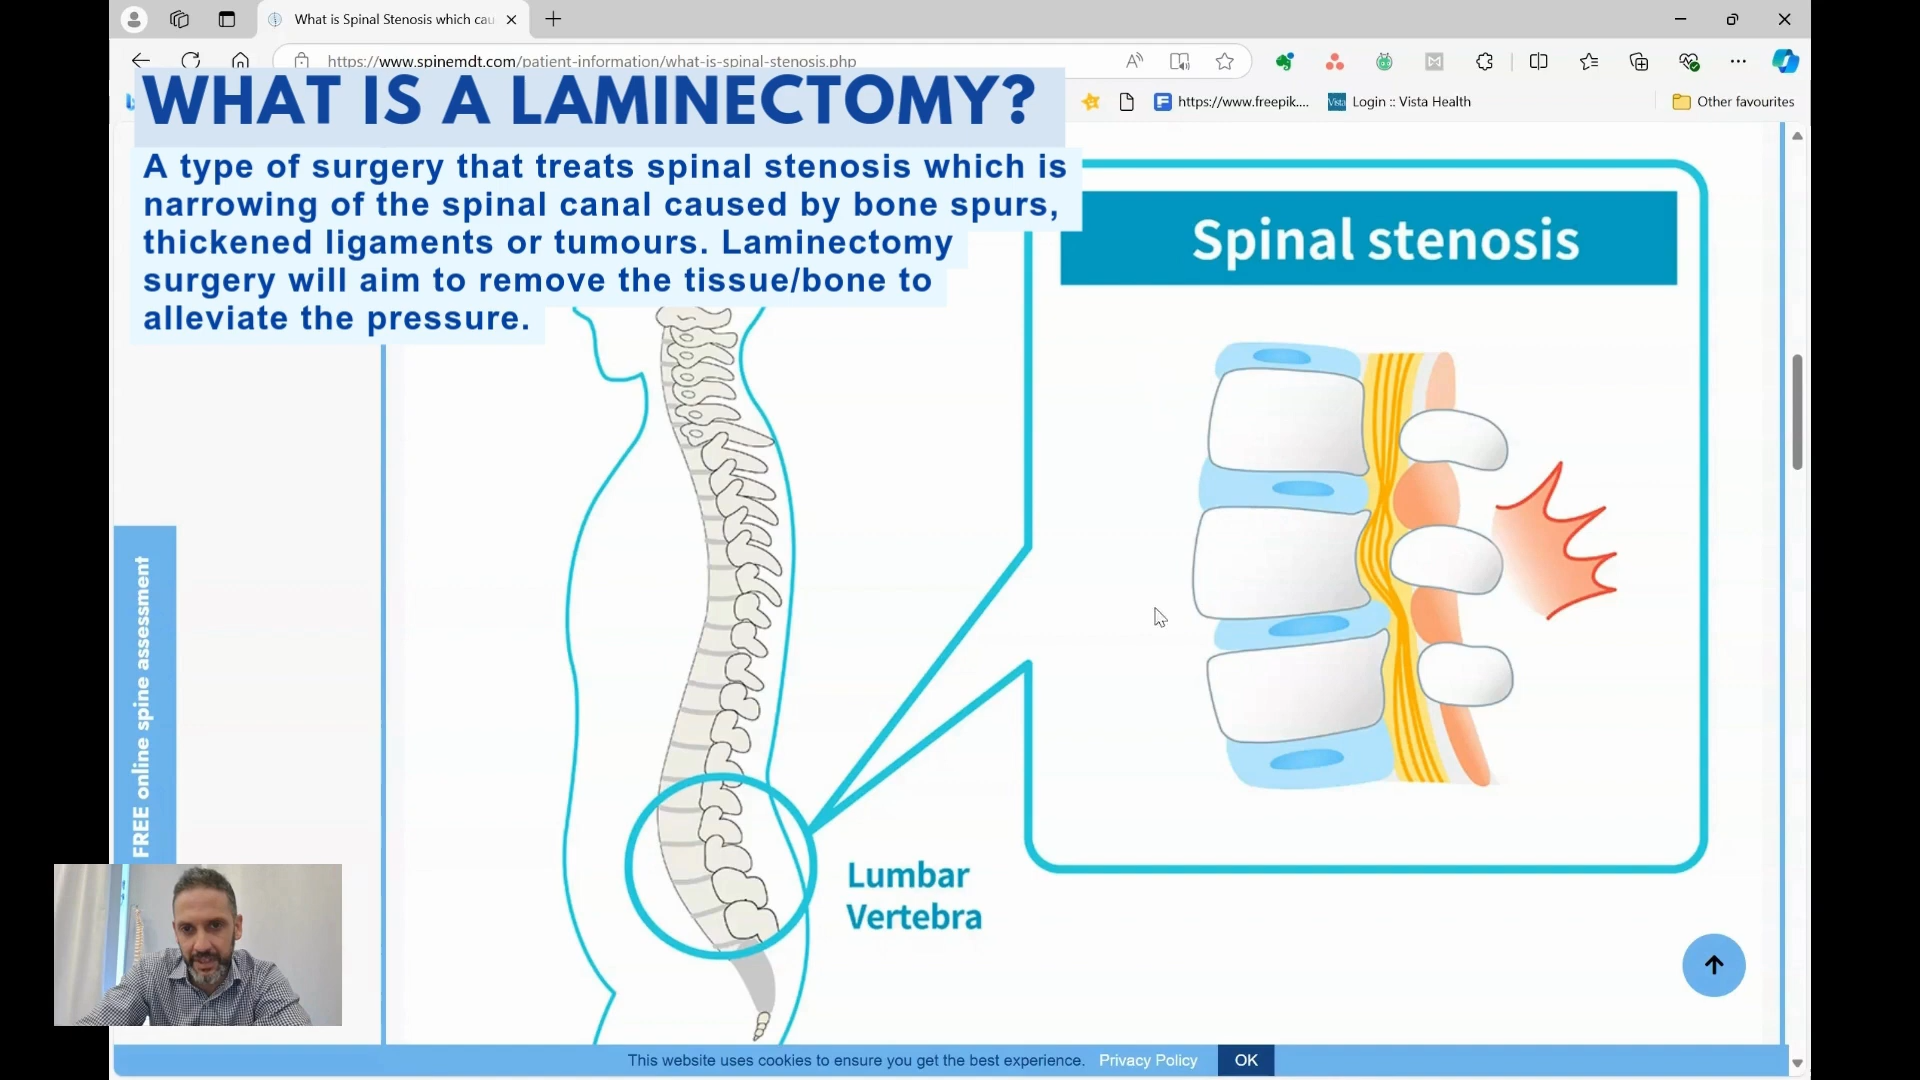 What is Spinal Stenosis which cau
https://www.spinemdt.com/patient-information/what-is-spinal-stenosis.php
https://www.freepik....
Vista
Login :: Vista Health
Other favourites
WHAT IS A LAMINECTOMY?
A type of surgery that treats spinal stenosis which is
narrowing of the spinal canal caused by bone spurs,
thickened ligaments or tumours. Laminectomy
surgery will aim to remove the tissue/bone to
alleviate the pressure.
Spinal stenosis
Lumbar
Vertebra
FREE online spine assessment
This website uses cookies to ensure you get the best experience. Privacy Policy OK